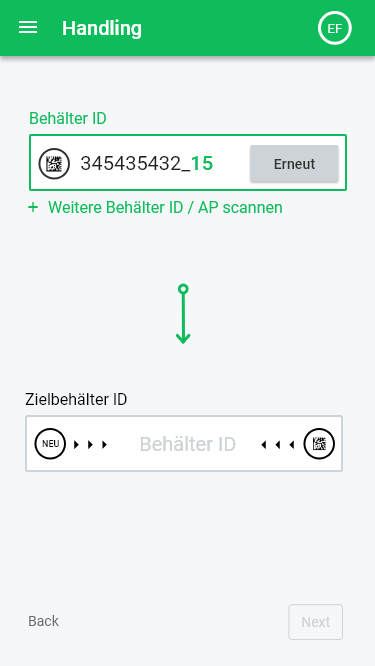 Handling
EF
Behälter ID
345435432_15
Erneut
+ Weitere Behälter ID / AP scannen
Zielbehälter ID
NEU
Behälter ID
Back
Next